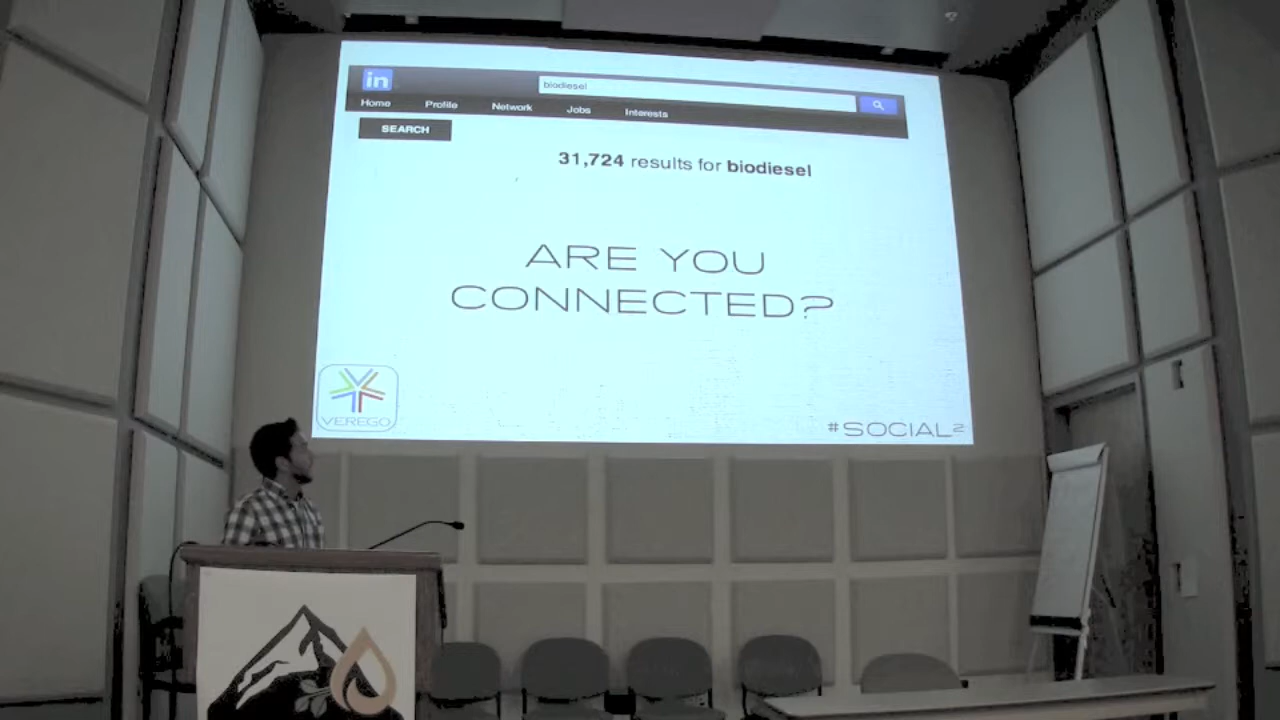 in
biodiesel
Home Profile Network Jobs Interests
SEARCH
31,724 results for biodiesel
ARE YOU
CONNECTED?
VEREGO
#SOCIAL²